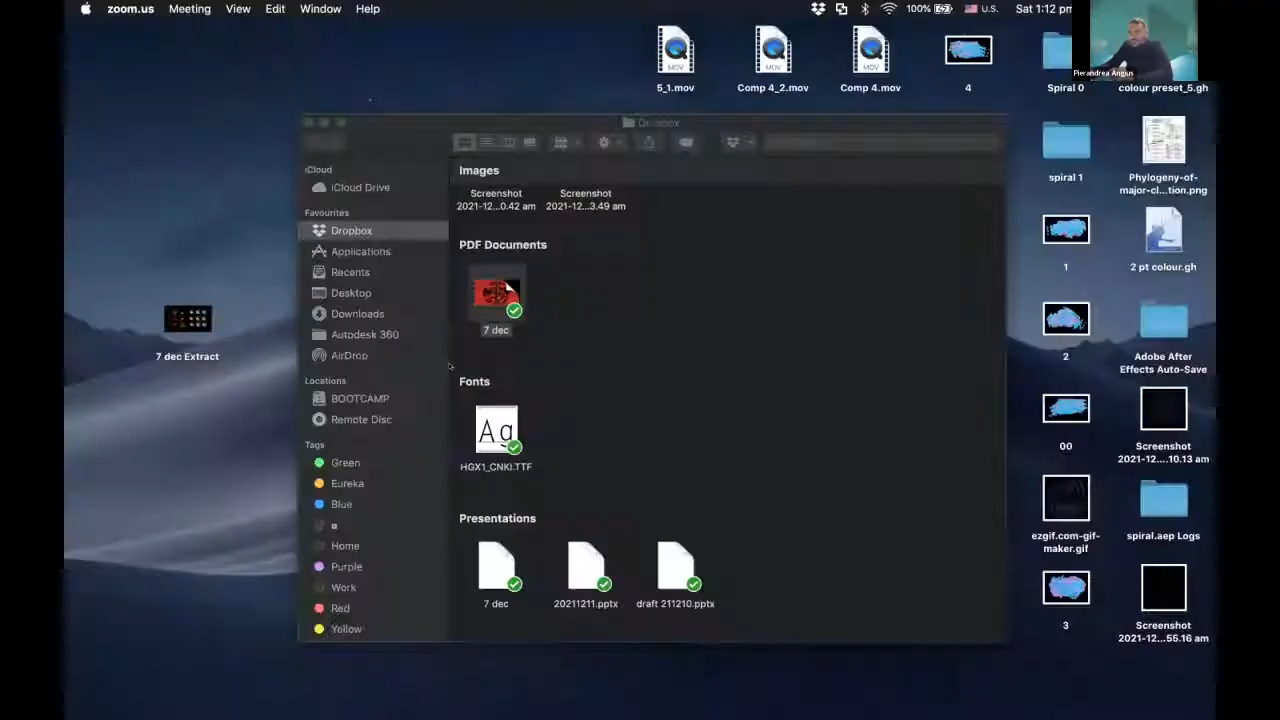 zoom.us Meeting View Edit Window Help
100% U.S. Sat 1:12 pm
Pierandrea Angius
5_1.mov
Comp 4_2.mov
Comp 4.mov
4
Spiral 0
colour preset_5.gh
Dropbox
iCloud
iCloud Drive
Favourites
Dropbox
Applications
Recents
Desktop
Downloads
Autodesk 360
AirDrop
Locations
BOOTCAMP
Remote Disc
Tags
Green
Eureka
Blue
Home
Purple
Work
Red
Yellow
Images
Screenshot
2021-12...0.42 am
Screenshot
2021-12...3.49 am
PDF Documents
7 dec
Fonts
Ag
HGX1_CNKI.TTF
Presentations
7 dec
20211211.pptx
draft 211210.pptx
7 dec Extract
spiral 1
Phylogeny-of-
major-cl...tion.png
1
2 pt colour.gh
2
Adobe After
Effects Auto-Save
00
Screenshot
2021-12....10.13 am
ezgif.com-gif-
maker.gif
spiral.aep Logs
3
Screenshot
2021-12...55.16 am